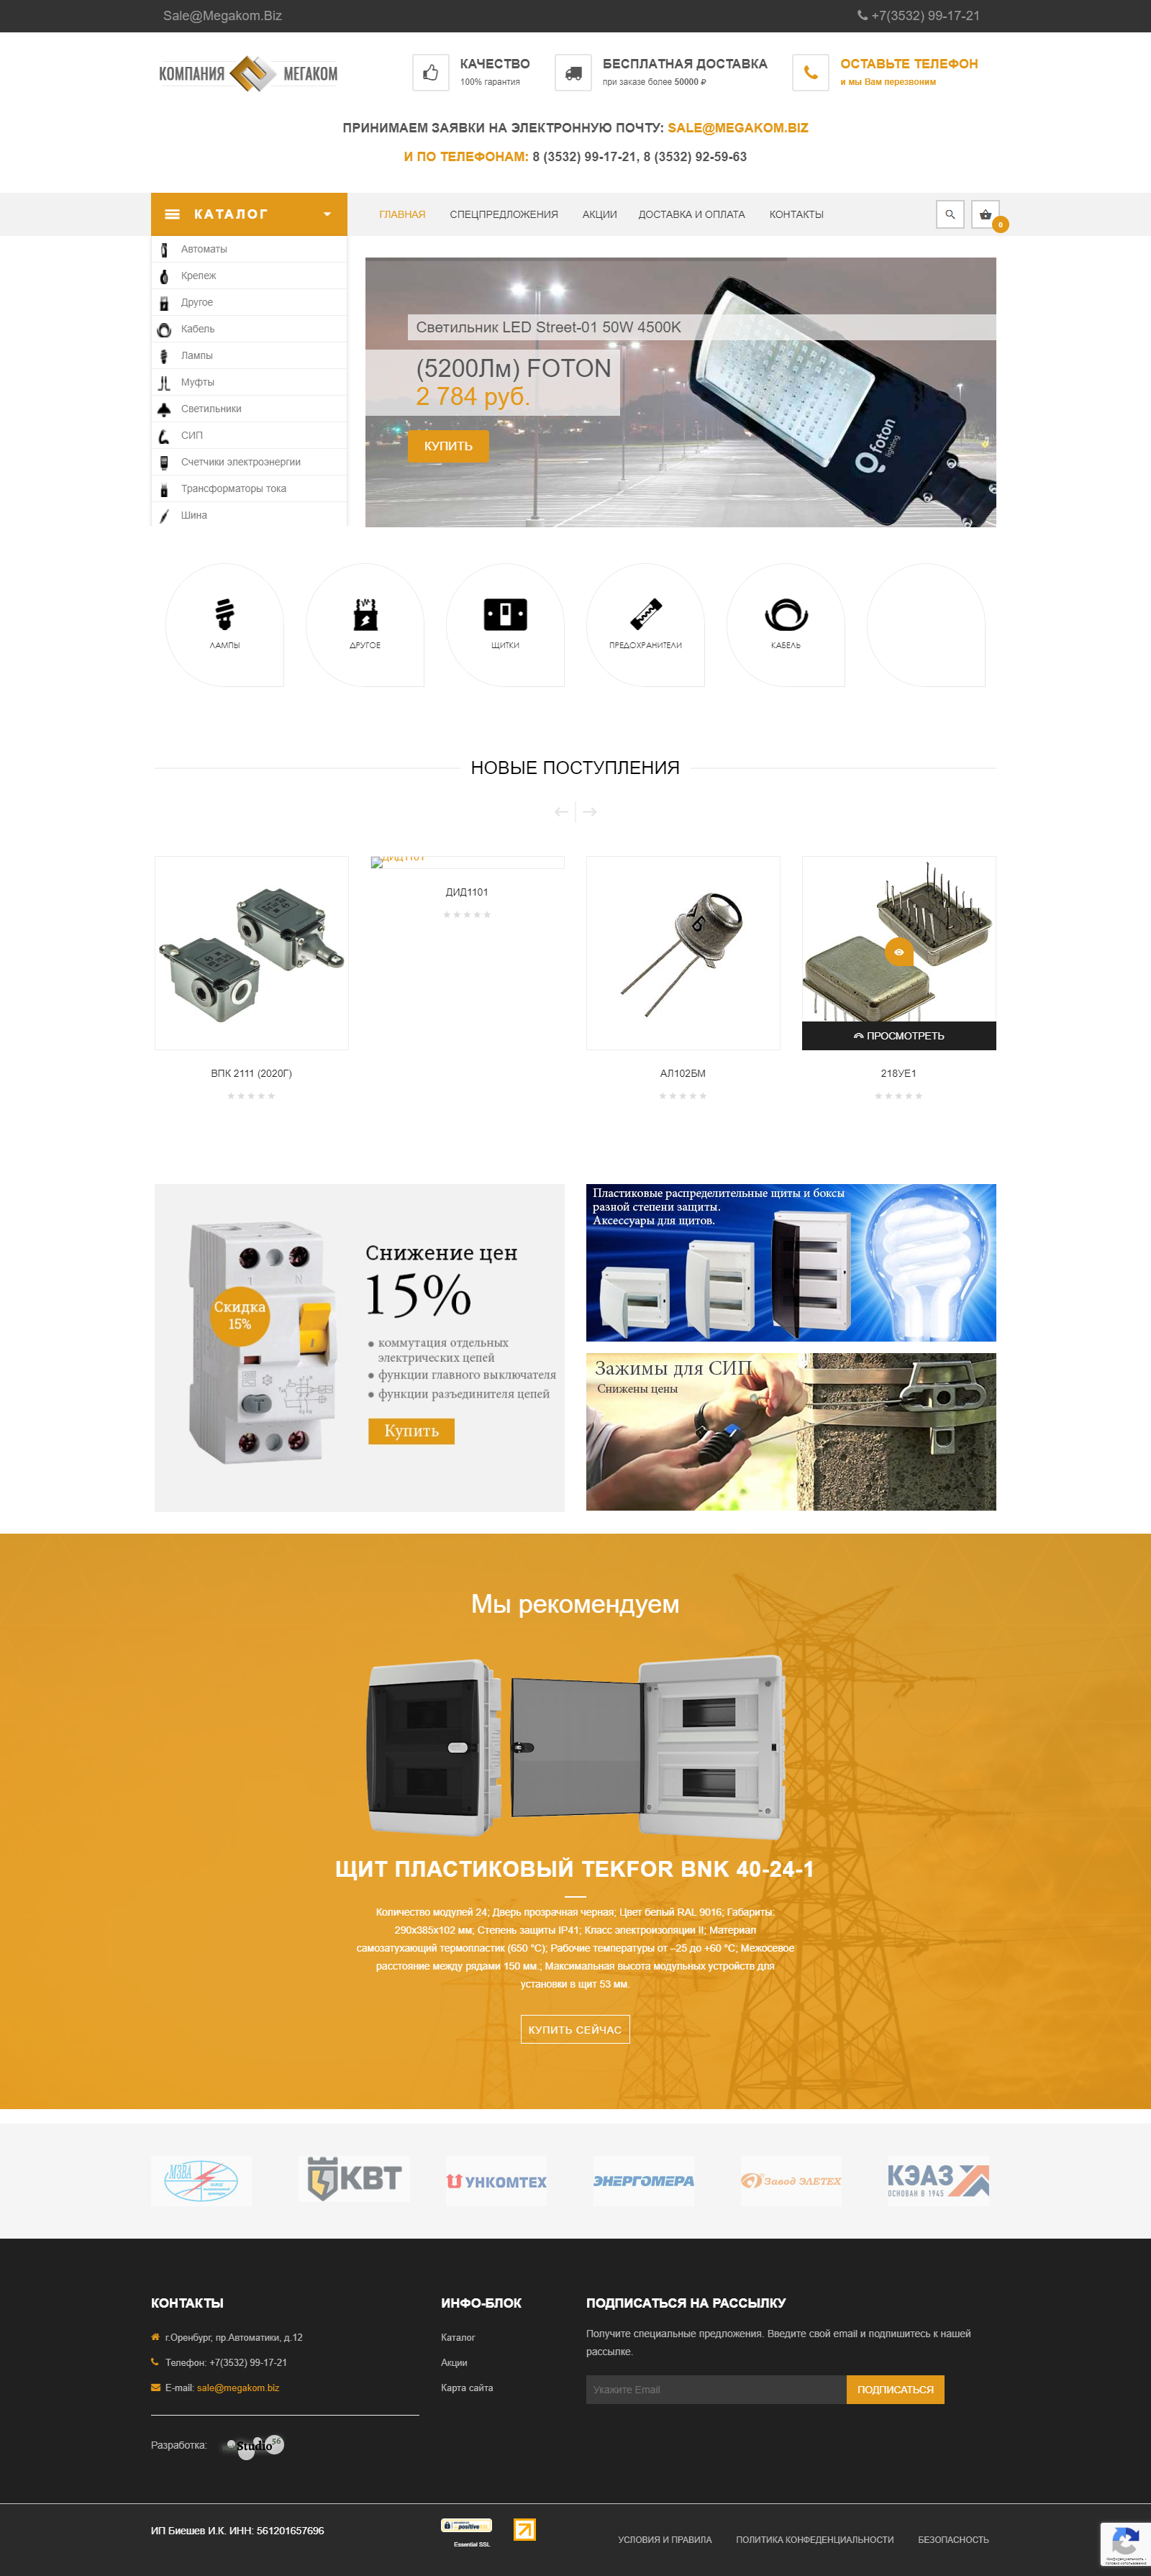 Sale@Megakom.Biz
+7(3532) 99-17-21
КОМПАНИЯ МЕГАКОМ
КАЧЕСТВО
100% гарантия
БЕСПЛАТНАЯ ДОСТАВКА
при заказе более 50000 ₽
ОСТАВЬТЕ ТЕЛЕФОН
и мы Вам перезвоним
ПРИНИМАЕМ ЗАЯВКИ НА ЭЛЕКТРОННУЮ ПОЧТУ: SALE@MEGAKOM.BIZ
И ПО ТЕЛЕФОНАМ: 8 (3532) 99-17-21, 8 (3532) 92-59-63
КАТАЛОГ
ГЛАВНАЯ
СПЕЦПРЕДЛОЖЕНИЯ
АКЦИИ
ДОСТАВКА И ОПЛАТА
КОНТАКТЫ
0
Автоматы
Крепеж
Другое
Кабель
Лампы
Муфты
Светильники
СИП
Счетчики электроэнергии
Трансформаторы тока
Шина
Светильник LED Street-01 50W 4500K
(5200Лм) FOTON
2 784 руб.
КУПИТЬ
foton
lighting
ЛАМПЫ
ДРУГОЕ
ЩИТКИ
ПРЕДОХРАНИТЕЛИ
КАБЕЛЬ
НОВЫЕ ПОСТУПЛЕНИЯ
ДИД1101
ВПК 2111 (2020Г)
ДИД1101
АЛ102БМ
ПРОСМОТРЕТЬ
218УЕ1
Скидка
15%
Снижение цен
15%
коммутация отдельных
электрических цепей
функции главного выключателя
функции разъединителя цепей
Купить
Пластиковые распределительные щиты и боксы
разной степени защиты.
Аксессуары для щитов.
Зажимы для СИП
Снижены цены
Мы рекомендуем
ЩИТ ПЛАСТИКОВЫЙ TEKFOR BNK 40-24-1
Количество модулей 24; Дверь прозрачная черная; Цвет белый RAL 9016; Габариты:
290х385х102 мм; Степень защиты IP41; Класс электроизоляции II; Материал
самозатухающий термопластик (650 °С); Рабочие температуры от –25 до +60 °С; Межосевое
расстояние между рядами 150 мм.; Максимальная высота модульных устройств для
установки в щит 53 мм.
КУПИТЬ СЕЙЧАС
МЗВА
КВТ
УНКОМТЕХ
ЭНЕРГОМЕРА
Завод ЭЛЕТЕХ
КЭАЗ
ОСНОВАН В 1945
КОНТАКТЫ
г.Оренбург, пр.Автоматики, д.12
Телефон: +7(3532) 99-17-21
E-mail: sale@megakom.biz
Разработка:
Studio 56
ИНФО-БЛОК
Каталог
Акции
Карта сайта
ПОДПИСАТЬСЯ НА РАССЫЛКУ
Получите специальные предложения. Введите свой email и подпишитесь к нашей
рассылке.
Укажите Email
ПОДПИСАТЬСЯ
ИП Биешев И.К. ИНН: 561201657696
Essential SSL
УСЛОВИЯ И ПРАВИЛА
ПОЛИТИКА КОНФЕДЕНЦИАЛЬНОСТИ
БЕЗОПАСНОСТЬ